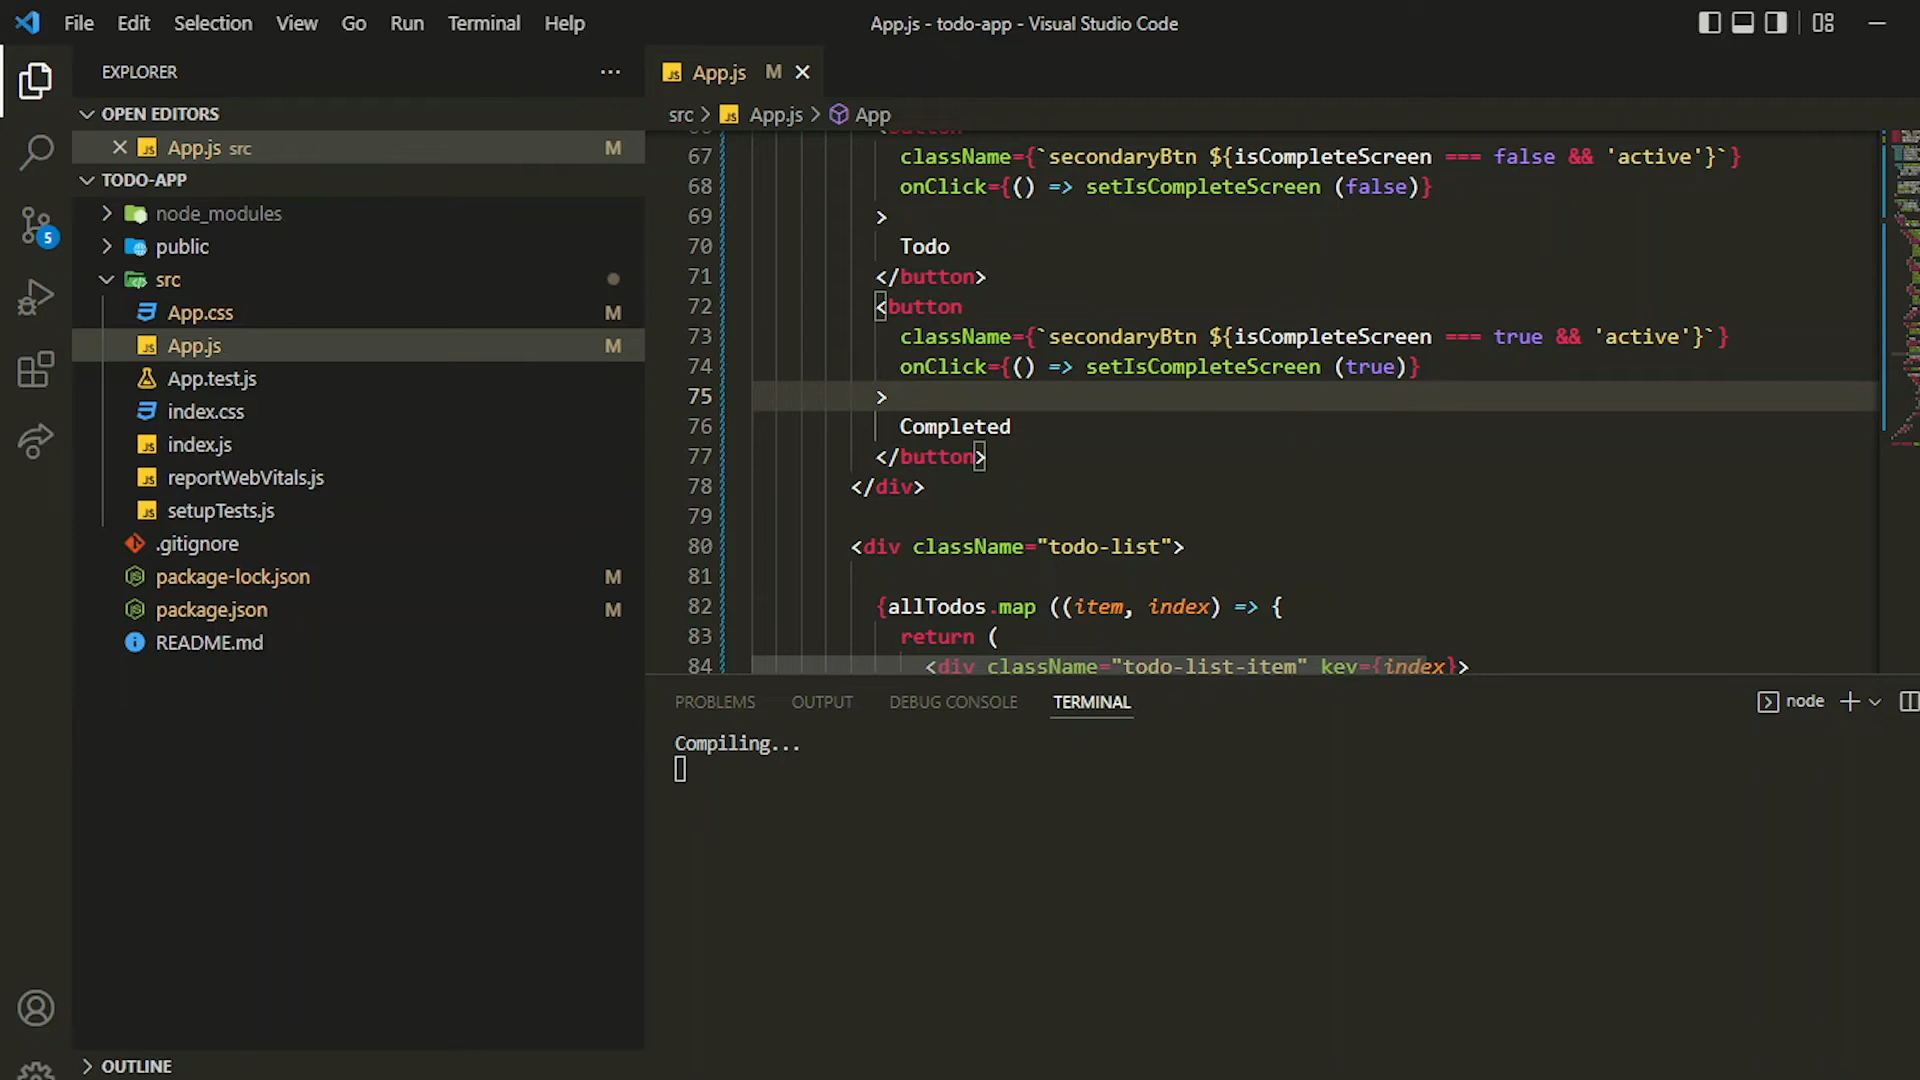 File Edit Selection View Go Run Terminal Help
App.js - todo-app - Visual Studio Code
EXPLORER
OPEN EDITORS
App.js src M
TODO-APP
node_modules
public
src
App.css M
App.js M
App.test.js
index.css
index.js
reportWebVitals.js
setupTests.js
.gitignore
package-lock.json M
package.json M
README.md
OUTLINE
5
App.js M
src > App.js > App
66 <button
67 className={`secondaryBtn ${isCompleteScreen === false && 'active'}`}
68 onClick={() => setIsCompleteScreen (false)}
69 >
70 Todo
71 </button>
72 <button
73 className={`secondaryBtn ${isCompleteScreen === true && 'active'}`}
74 onClick={() => setIsCompleteScreen (true)}
75 >
76 Completed
77 </button>
78 </div>
79
80 <div className="todo-list">
81
82 {allTodos.map ((item, index) => {
83 return (
84 <div className="todo-list-item" key={index}>
PROBLEMS OUTPUT DEBUG CONSOLE TERMINAL
node
Compiling...